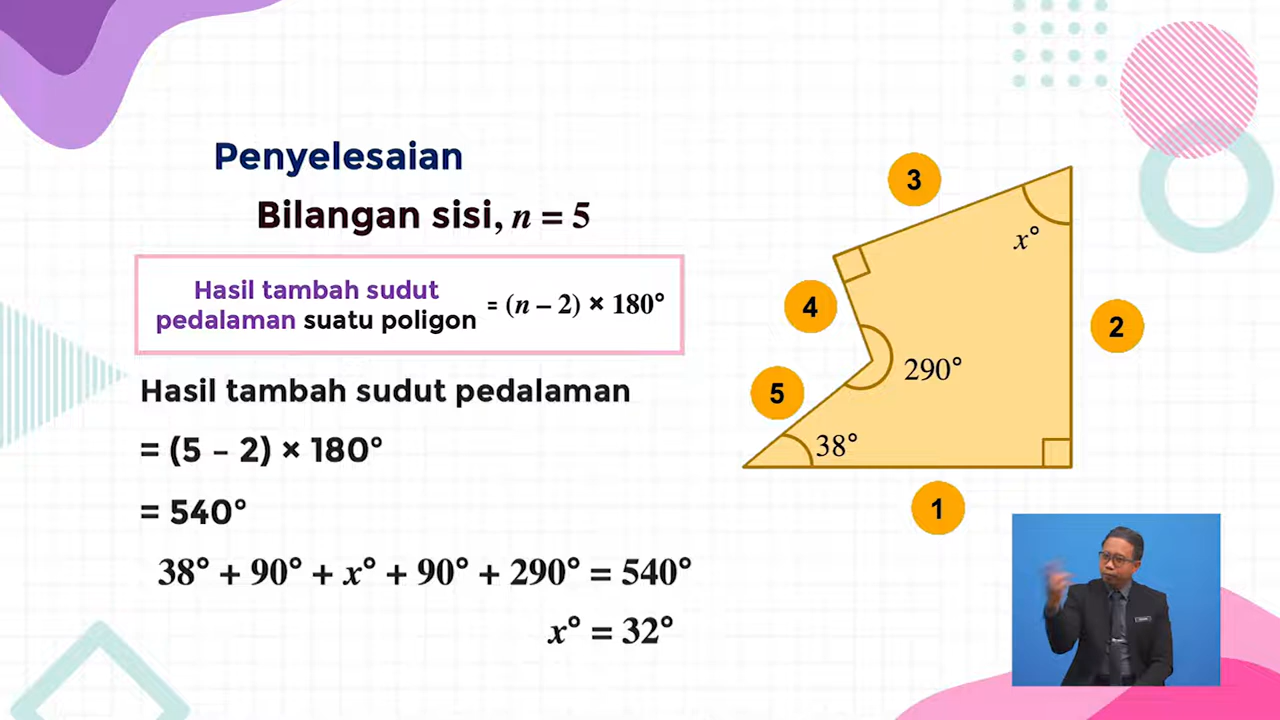 Penyelesaian
Bilangan sisi, n = 5
Hasil tambah sudut
pedalaman suatu poligon = (n – 2) × 180°
Hasil tambah sudut pedalaman
= (5 – 2) × 180°
= 540°
38° + 90° + x° + 90° + 290° = 540°
x° = 32°
3
x°
4
2
290°
5
38°
1